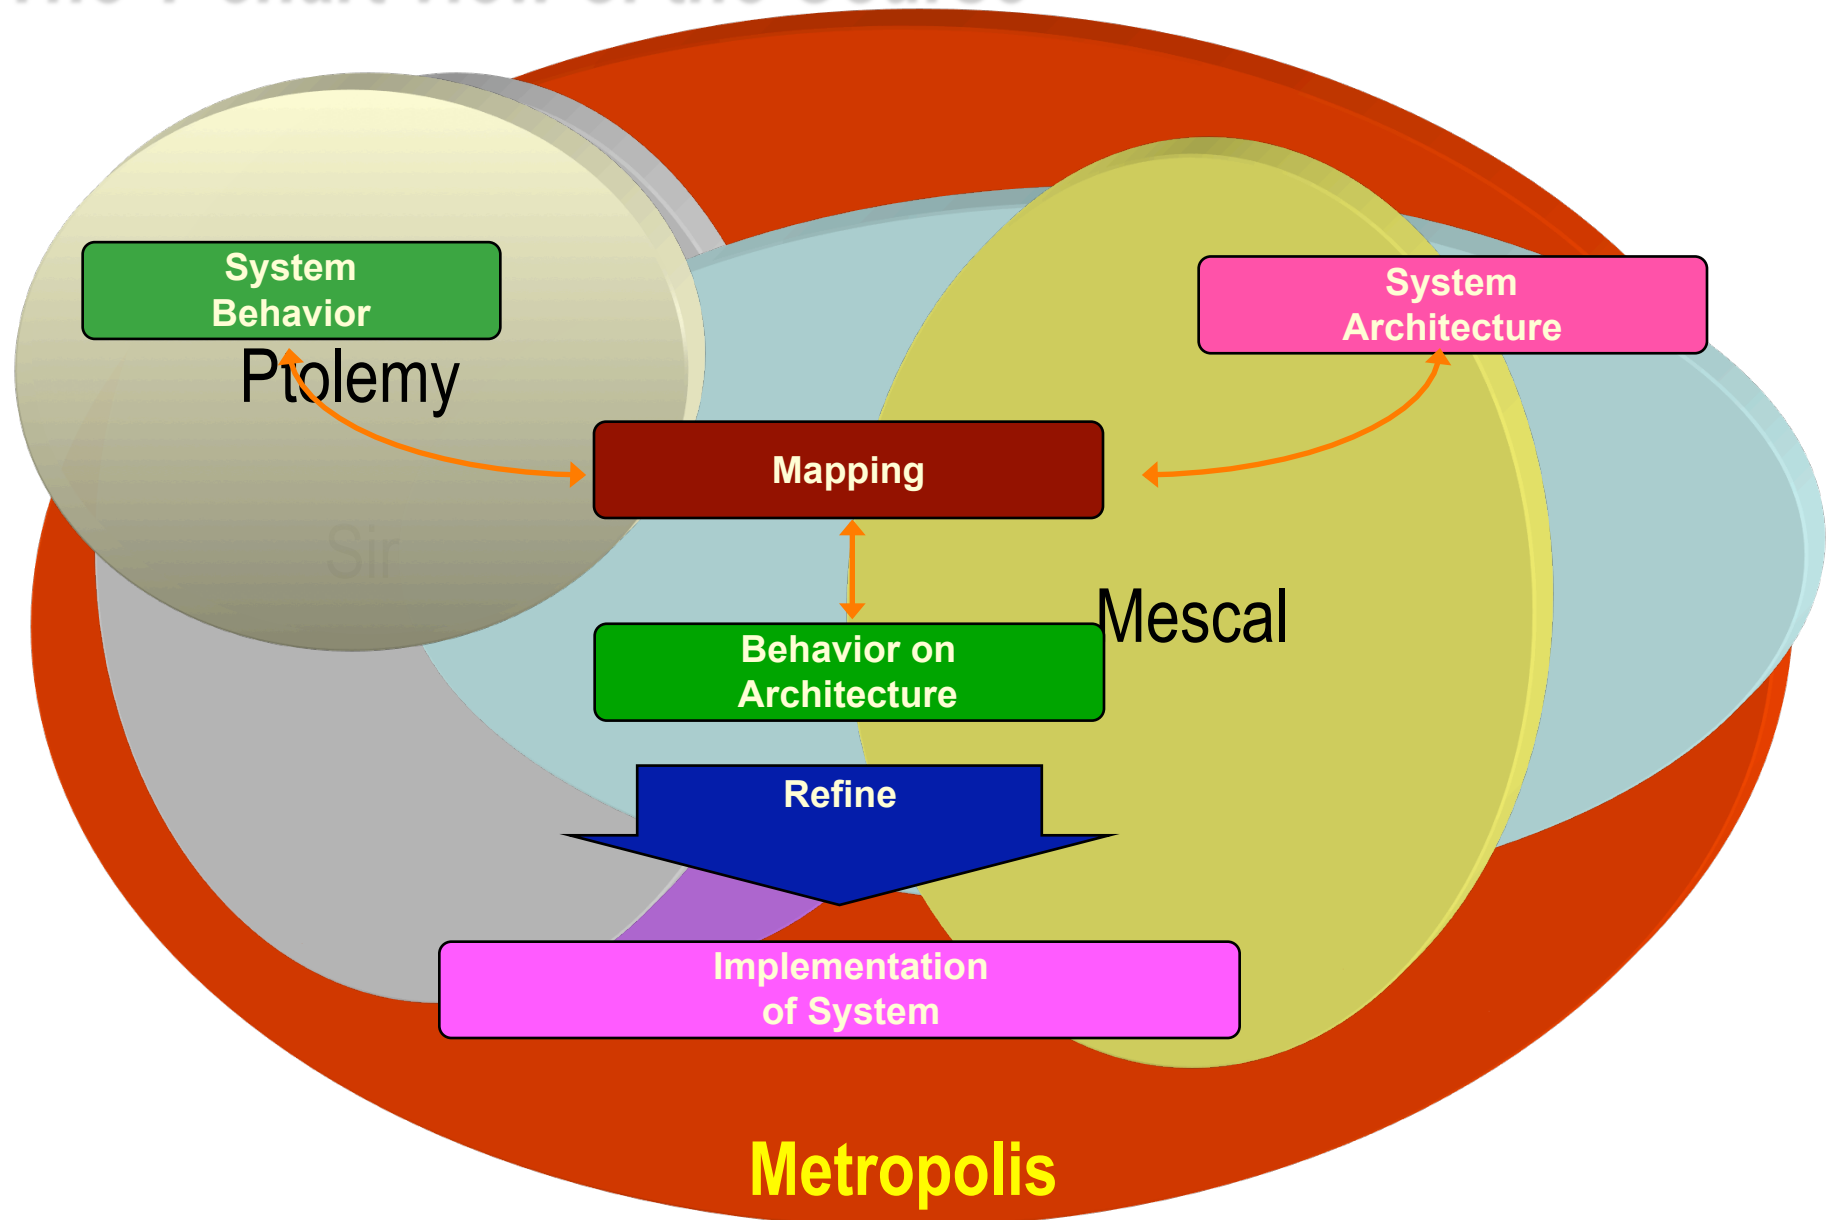 System
Behavior
System
Architecture
Ptolemy
Mapping
Sir
Mescal
Behavior on
Architecture
Refine
Implementation
of System
Metropolis